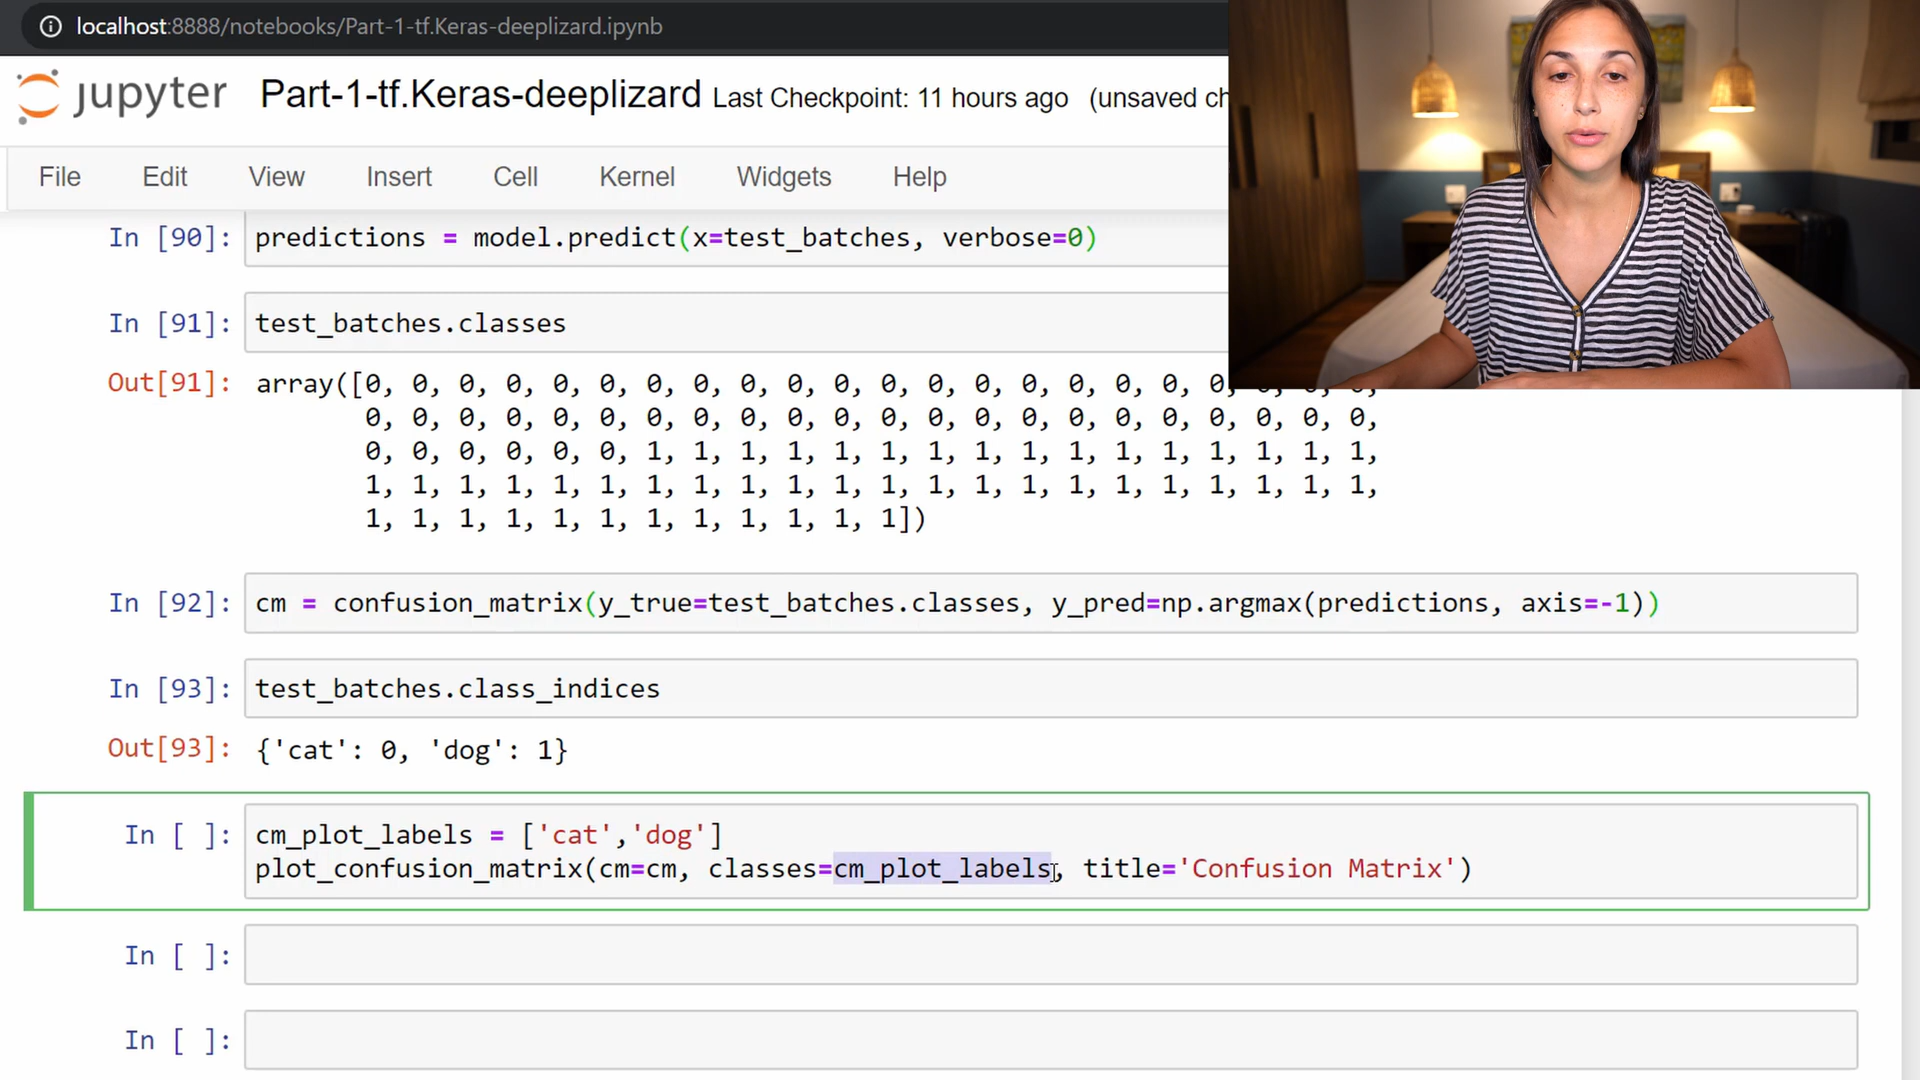 localhost:8888/notebooks/Part-1-tf.Keras-deeplizard.ipynb
jupyter Part-1-tf.Keras-deeplizard Last Checkpoint: 11 hours ago (unsaved ch
File Edit View Insert Cell Kernel Widgets Help
In [90]: predictions = model.predict(x=test_batches, verbose=0)
In [91]: test_batches.classes
Out[91]: array([0, 0, 0, 0, 0, 0, 0, 0, 0, 0, 0, 0, 0, 0, 0, 0, 0, 0, 0, 0, 0, 0,
0, 0, 0, 0, 0, 0, 0, 0, 0, 0, 0, 0, 0, 0, 0, 0, 0, 0, 0, 0, 0, 0,
0, 0, 0, 0, 0, 0, 1, 1, 1, 1, 1, 1, 1, 1, 1, 1, 1, 1, 1, 1, 1, 1,
1, 1, 1, 1, 1, 1, 1, 1, 1, 1, 1, 1, 1, 1, 1, 1, 1, 1, 1, 1, 1, 1,
1, 1, 1, 1, 1, 1, 1, 1, 1, 1, 1, 1])
In [92]: cm = confusion_matrix(y_true=test_batches.classes, y_pred=np.argmax(predictions, axis=-1))
In [93]: test_batches.class_indices
Out[93]: {'cat': 0, 'dog': 1}
In [ ]: cm_plot_labels = ['cat','dog']
plot_confusion_matrix(cm=cm, classes=cm_plot_labels, title='Confusion Matrix')
In [ ]:
In [ ]: